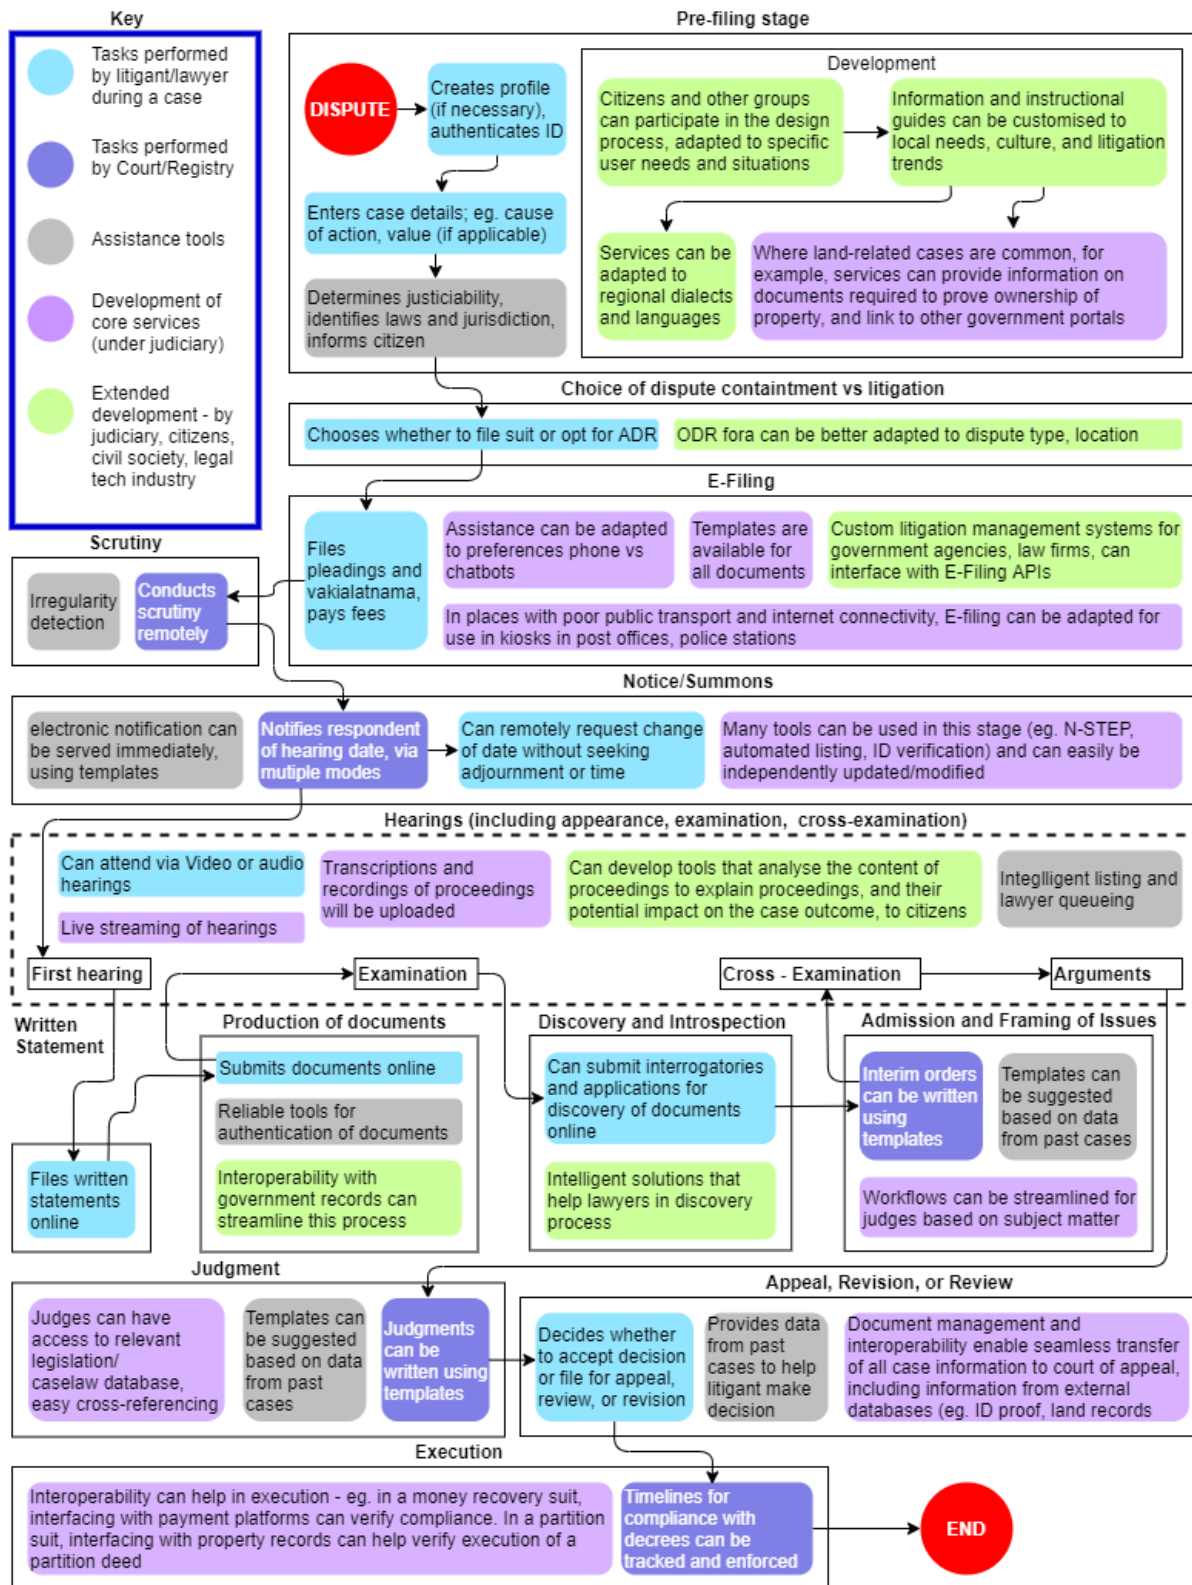 Key
Tasks performed
by litigant/lawyer
during a case
Tasks performed
by Court/Registry
Assistance tools
Development of
core services
(under judiciary)
Extended
development - by
judiciary, citizens,
civil society, legal
tech industry
Pre-filing stage
DISPUTE
Creates profile
(if necessary),
authenticates ID
Enters case details; eg. cause
of action, value (if applicable)
Determines justiciability,
identifies laws and jurisdiction,
informs citizen
Development
Citizens and other groups
can participate in the design
process, adapted to specific
user needs and situations
Information and instructional
guides can be customised to
local needs, culture, and litigation
trends
Services can be
adapted to
regional dialects
and languages
Where land-related cases are common, for
example, services can provide information on
documents required to prove ownership of
property, and link to other government portals
Choice of dispute containtment vs litigation
Chooses whether to file suit or opt for ADR
ODR fora can be better adapted to dispute type, location
E-Filing
Files
pleadings and
vakialatnama,
pays fees
Assistance can be adapted
to preferences phone vs
chatbots
Templates are
available for
all documents
Custom litigation management systems for
government agencies, law firms, can
interface with E-Filing APIs
In places with poor public transport and internet connectivity, E-filing can be adapted for
use in kiosks in post offices, police stations
Scrutiny
Irregularity
detection
Conducts
scrutiny
remotely
Notice/Summons
electronic notification can
be served immediately,
using templates
Notifies respondent
of hearing date, via
mutiple modes
Can remotely request change
of date without seeking
adjournment or time
Many tools can be used in this stage (eg. N-STEP,
automated listing, ID verification) and can easily be
independently updated/modified
Hearings (including appearance, examination, cross-examination)
Can attend via Video or audio
hearings
Live streaming of hearings
Transcriptions and
recordings of proceedings
will be uploaded
Can develop tools that analyse the content of
proceedings to explain proceedings, and their
potential impact on the case outcome, to citizens
Integlligent listing and
lawyer queueing
First hearing
Examination
Cross - Examination
Arguments
Written
Statement
Files written
statements
online
Production of documents
Submits documents online
Reliable tools for
authentication of documents
Interoperability with
government records can
streamline this process
Discovery and Introspection
Can submit interrogatories
and applications for
discovery of documents
online
Intelligent solutions that
help lawyers in discovery
process
Admission and Framing of Issues
Interim orders
can be written
using
templates
Templates can
be suggested
based on data
from past cases
Workflows can be streamlined for
judges based on subject matter
Judgment
Judges can have
access to relevant
legislation/
caselaw database,
easy cross-referencing
Templates can
be suggested
based on data
from past
cases
Judgments
can be
written using
templates
Appeal, Revision, or Review
Decides whether
to accept decision
or file for appeal,
review, or revision
Provides data
from past
cases to help
litigant make
decision
Document management and
interoperability enable seamless transfer
of all case information to court of appeal,
including information from external
databases (eg. ID proof, land records
Execution
Interoperability can help in execution - eg. in a money recovery suit,
interfacing with payment platforms can verify compliance. In a partition
suit, interfacing with property records can help verify execution of a
partition deed
Timelines for
compliance with
decrees can be
tracked and enforced
END